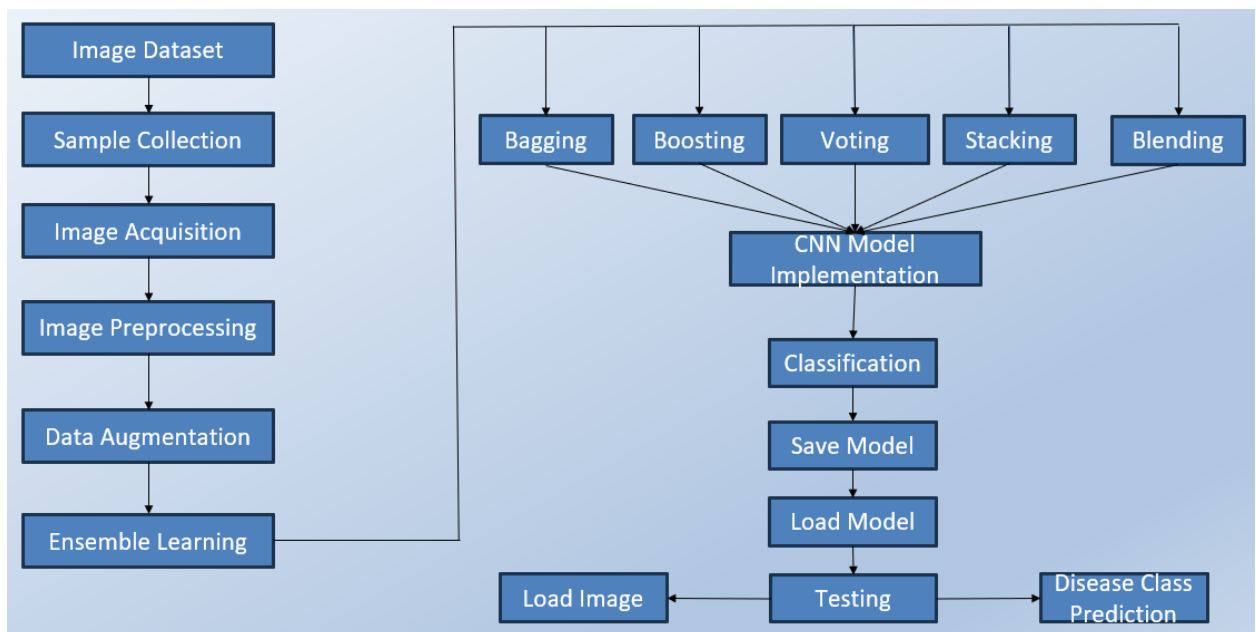 Image Dataset
Sample Collection
Image Acquisition
Image Preprocessing
Data Augmentation
Ensemble Learning
Bagging
Boosting
Voting
Stacking
Blending
CNN Model
Implementation
Classification
Save Model
Load Model
Load Image
Testing
Disease Class
Prediction